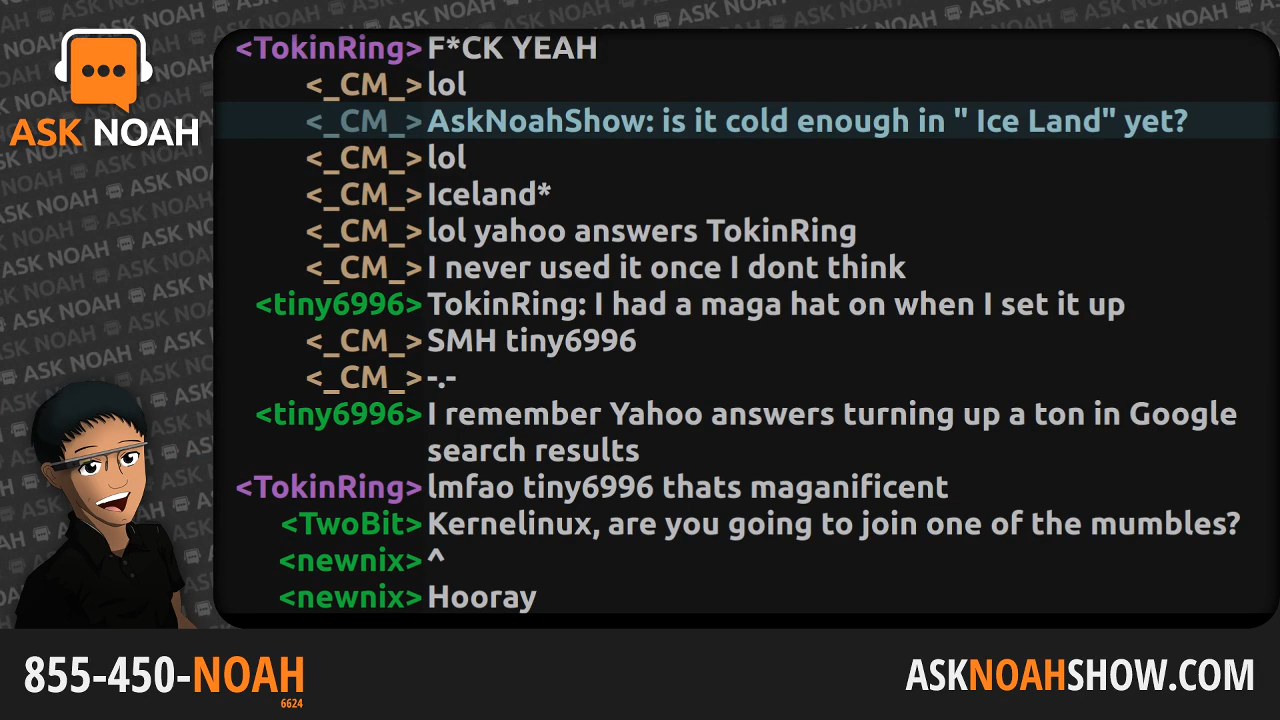 ASK NOAH
<TokinRing> F*CK YEAH
<_CM_> lol
<_CM_> AskNoahShow: is it cold enough in " Ice Land" yet?
<_CM_> lol
<_CM_> Iceland*
<_CM_> lol yahoo answers TokinRing
<_CM_> I never used it once I dont think
<tiny6996> TokinRing: I had a maga hat on when I set it up
<_CM_> SMH tiny6996
<_CM_> -.-
<tiny6996> I remember Yahoo answers turning up a ton in Google
search results
<TokinRing> lmfao tiny6996 thats maganificent
<TwoBit> Kernelinux, are you going to join one of the mumbles?
<newnix> ^
<newnix> Hooray
855-450-NOAH
6624
ASKNOAHSHOW.COM